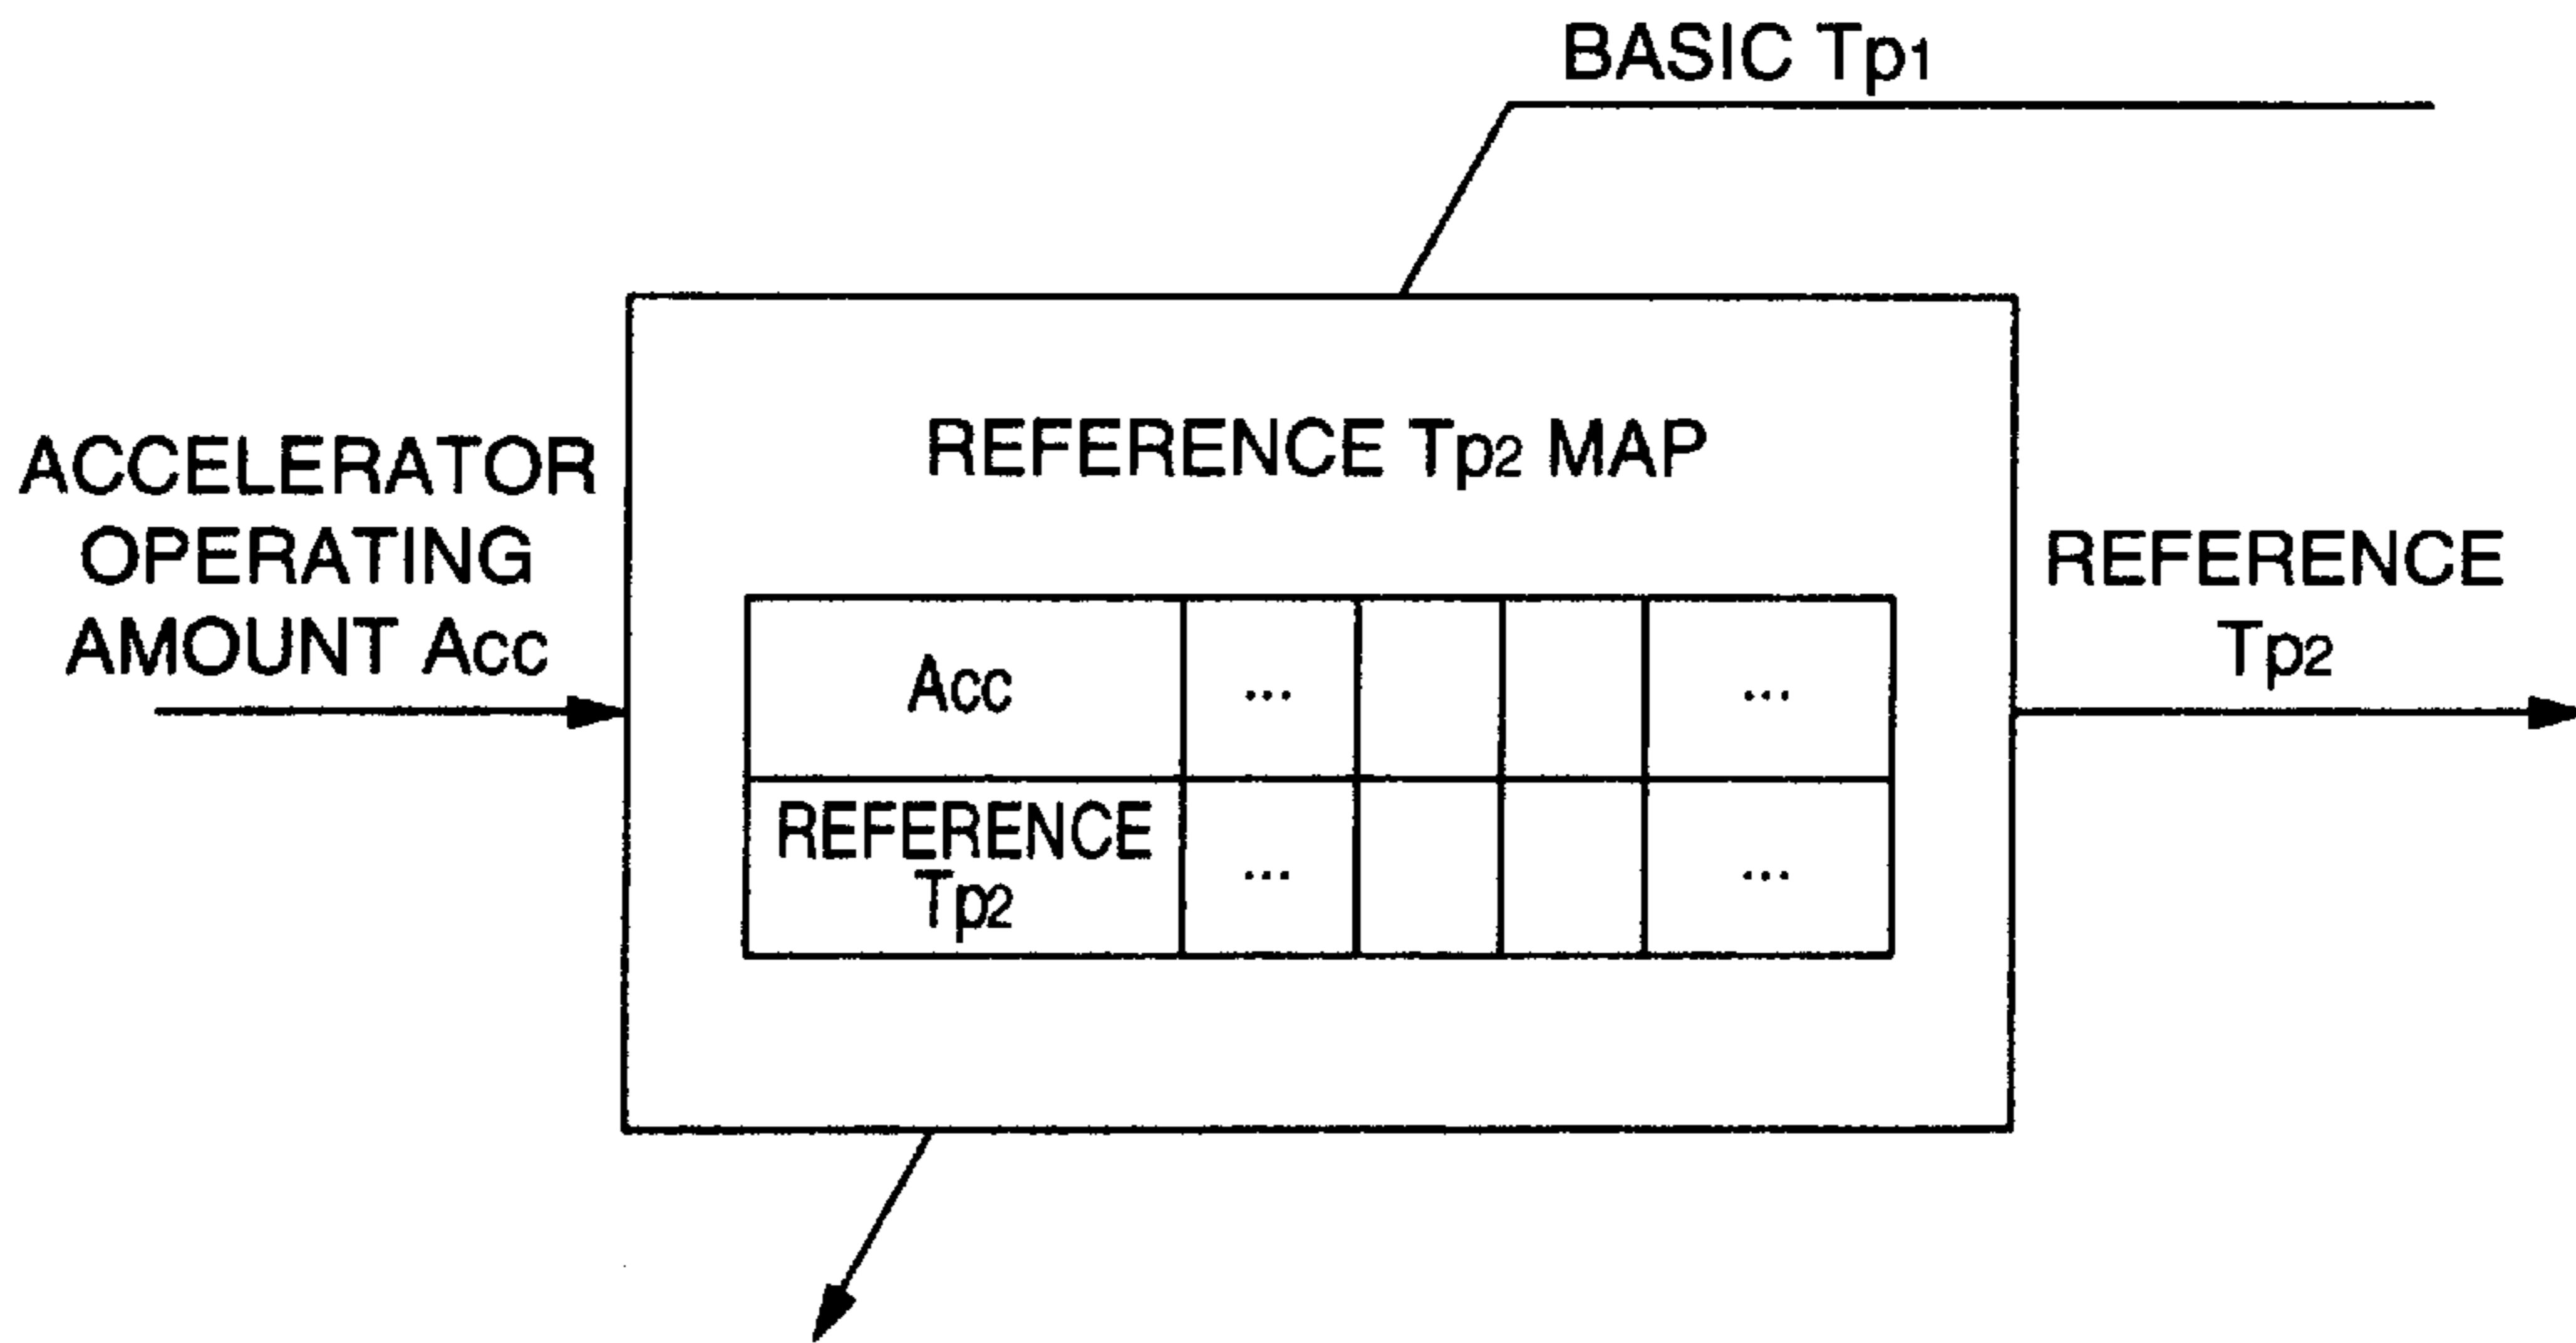 BASIC Tp1
REFERENCE Tp2 MAP
ACCELERATOR
OPERATING
AMOUNT Acc
Acc ... ...
REFERENCE
Tp2 ... ...
REFERENCE
Tp2